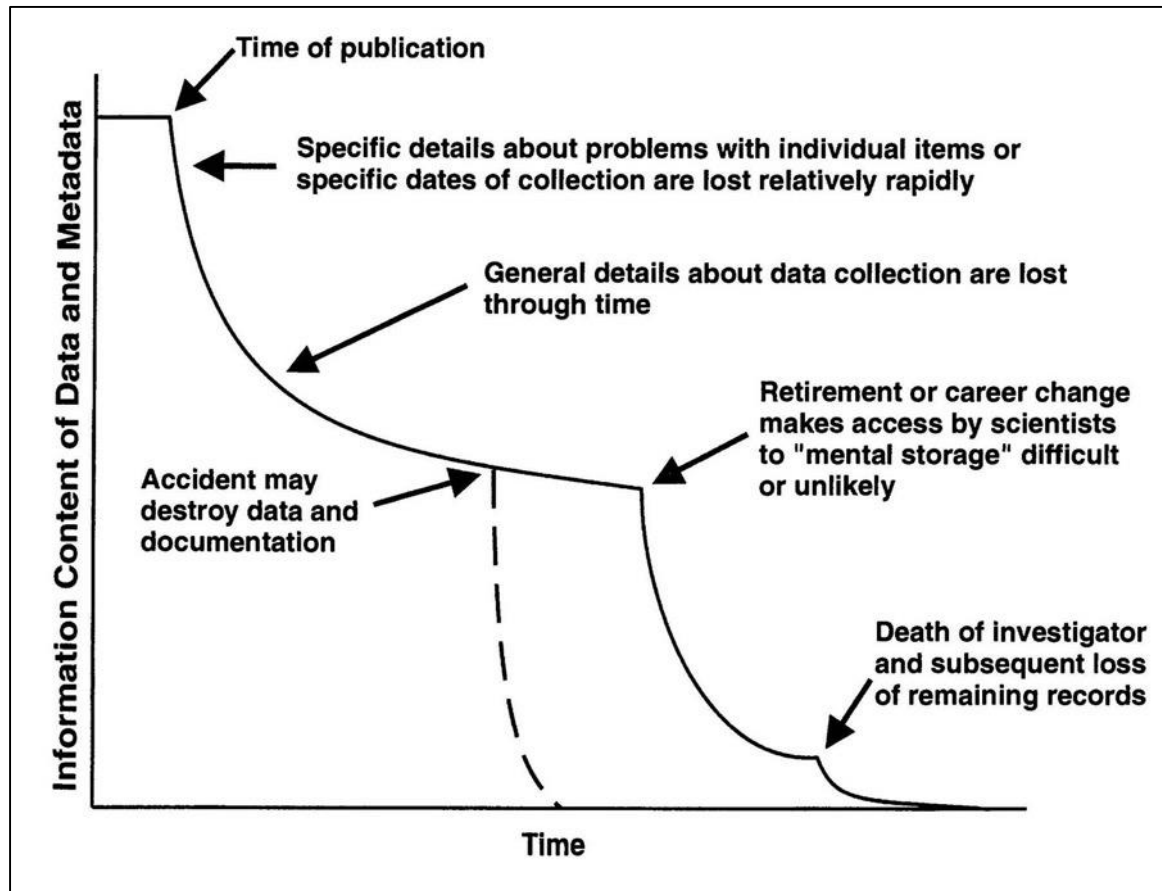 Time of publication
Specific details about problems with individual items or
specific dates of collection are lost relatively rapidly
General details about data collection are lost
through time
Retirement or career change
makes access by scientists
to "mental storage" difficult
or unlikely
Accident may
destroy data and
documentation
Death of investigator
and subsequent loss
of remaining records
Information Content of Data and Metadata
Time